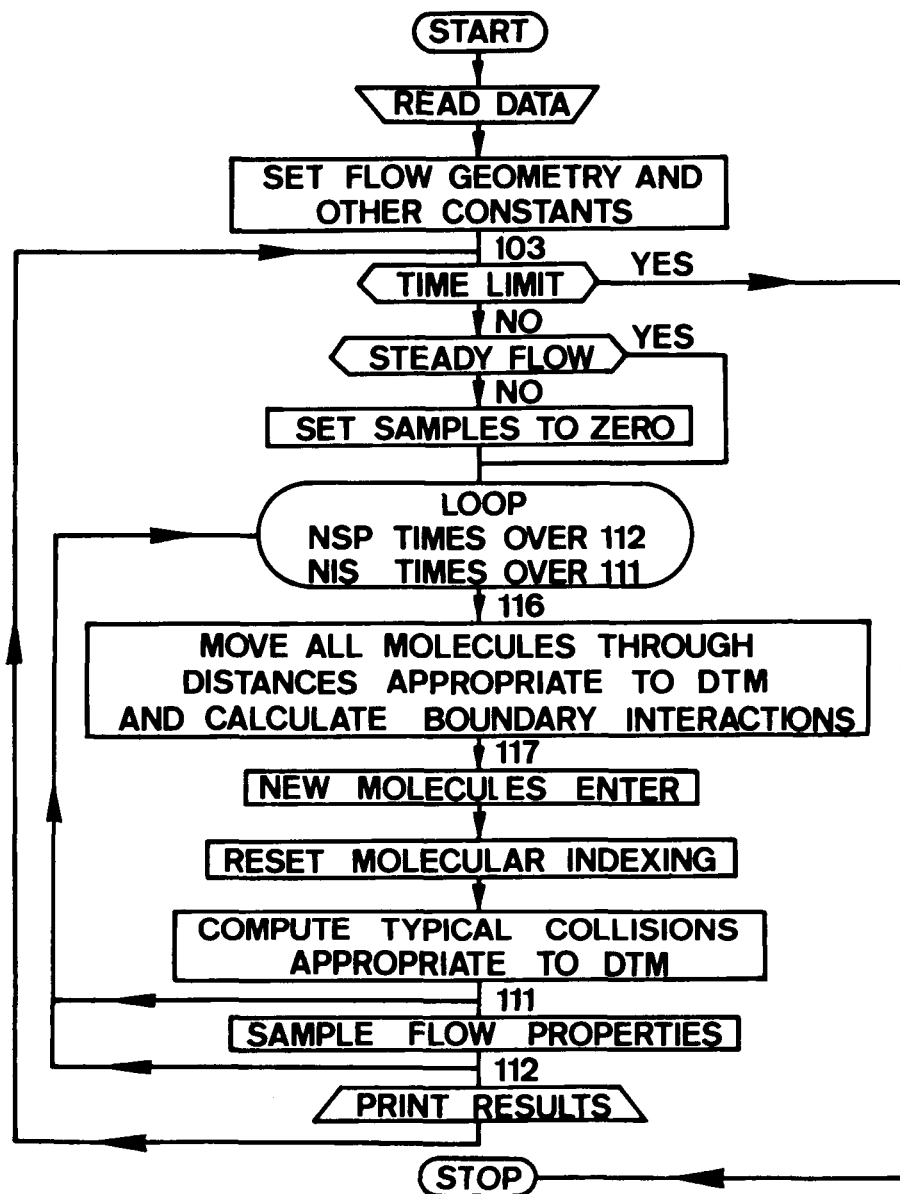 START
READ DATA
SET FLOW GEOMETRY AND
OTHER CONSTANTS
103
TIME LIMIT
YES
NO
STEADY FLOW
YES
NO
SET SAMPLES TO ZERO
LOOP
NSP TIMES OVER 112
NIS TIMES OVER 111
116
MOVE ALL MOLECULES THROUGH
DISTANCES APPROPRIATE TO DTM
AND CALCULATE BOUNDARY INTERACTIONS
117
NEW MOLECULES ENTER
RESET MOLECULAR INDEXING
COMPUTE TYPICAL COLLISIONS
APPROPRIATE TO DTM
111
SAMPLE FLOW PROPERTIES
112
PRINT RESULTS
STOP